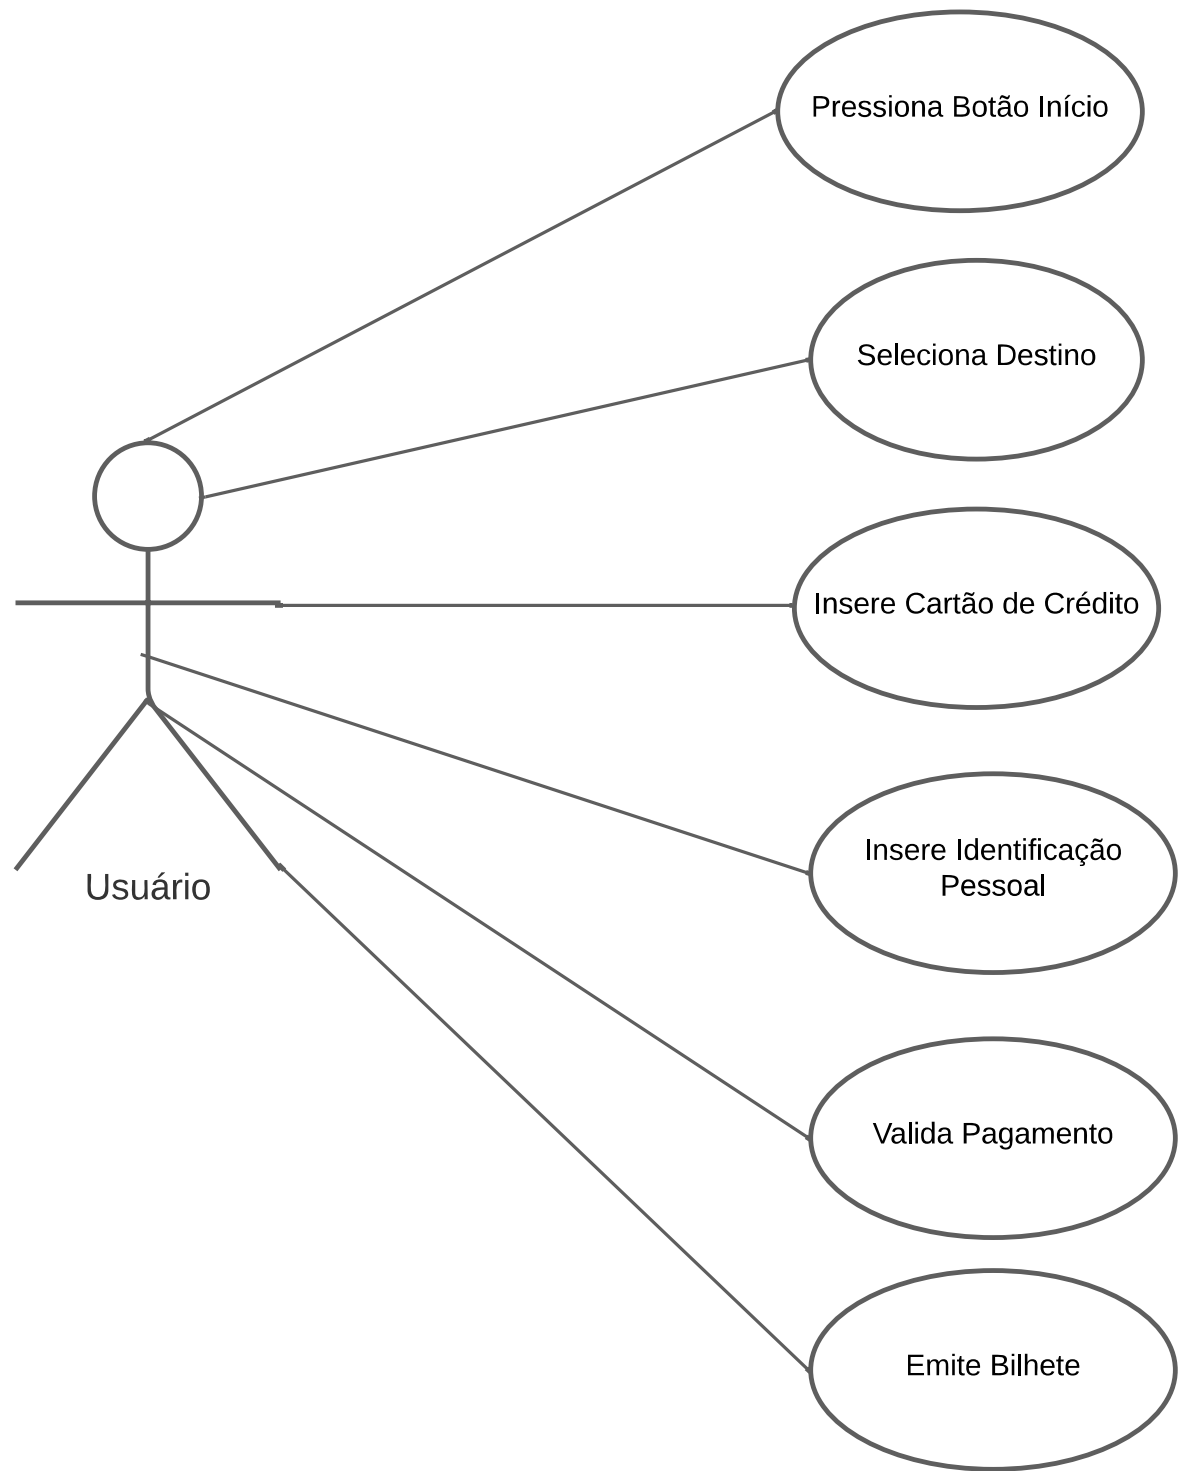 Pressiona Botão Início
Seleciona Destino
Insere Cartão de Crédito
Insere Identificação
Pessoal
Usuário
Valida Pagamento
Emite Bilhete